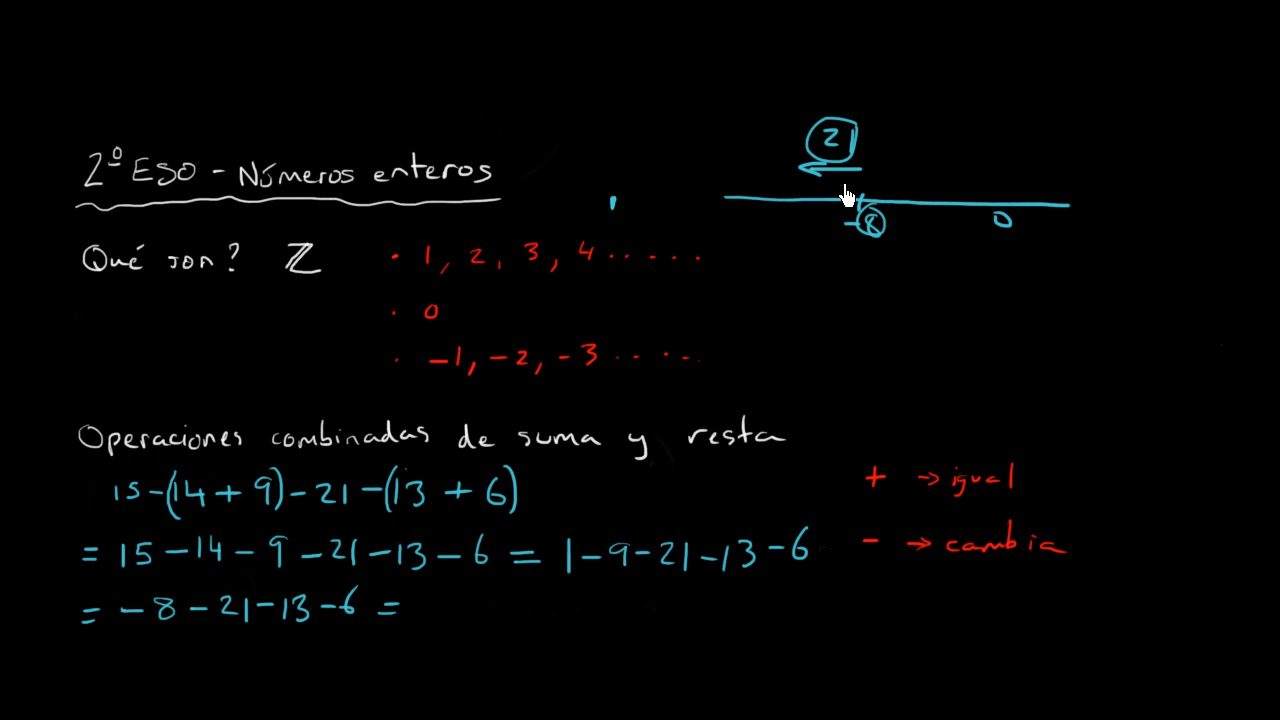 21
2º ESO - Números enteros
-8 0
Qué son? ℤ · 1, 2, 3, 4 ......
· 0
· -1, -2, -3 .....
Operaciones combinadas de suma y resta
15-(14+9)-21-(13+6)
+ → igual
= 15-14-9-21-13-6 = 1-9-21-13-6
- → cambia
= -8-21-13-6 =